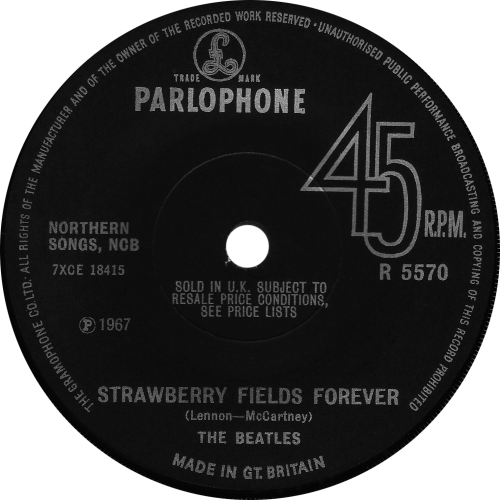 THE GRAMOPHONE CO. LTD. · ALL RIGHTS OF THE MANUFACTURER AND OF THE OWNER OF THE RECORDED WORK RESERVED · UNAUTHORISED PUBLIC PERFORMANCE BROADCASTING AND COPYING OF THIS RECORD PROHIBITED
£
TRADE MARK
PARLOPHONE
45
R.P.M.
NORTHERN
SONGS, NCB
7XCE 18415
R 5570
SOLD IN U.K. SUBJECT TO
RESALE PRICE CONDITIONS,
SEE PRICE LISTS
Ⓟ 1967
STRAWBERRY FIELDS FOREVER
(Lennon—McCartney)
THE BEATLES
MADE IN GT. BRITAIN